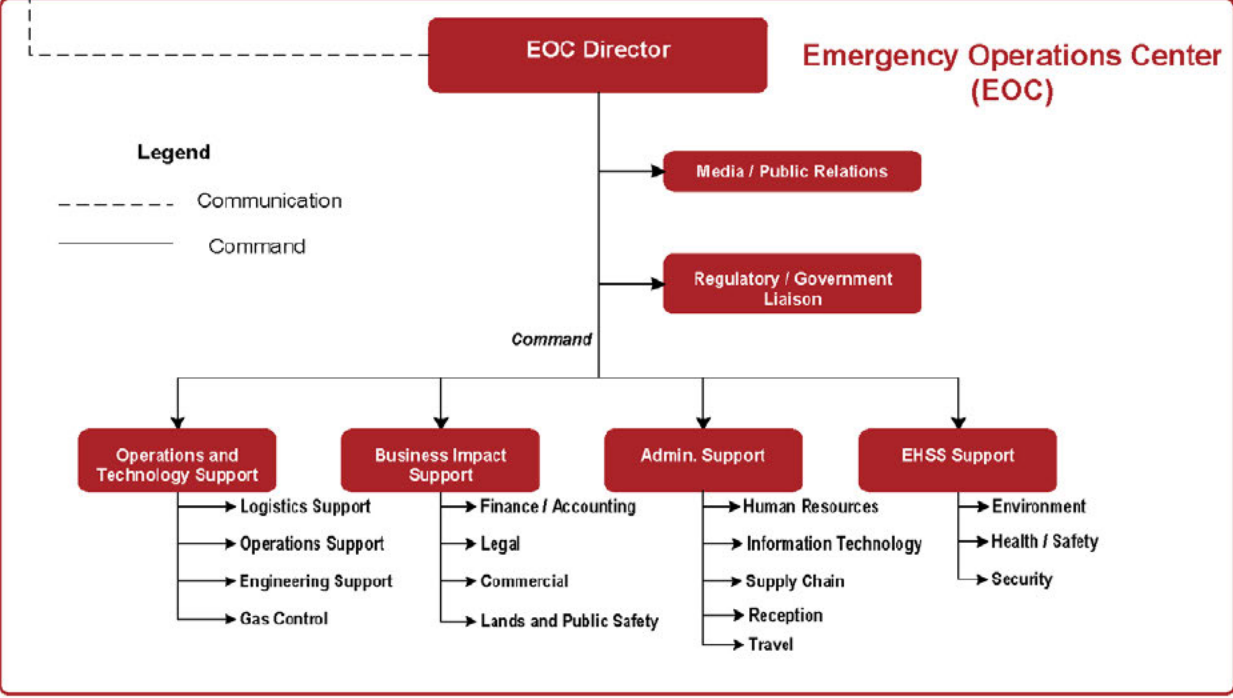 EOC Director
Emergency Operations Center
(EOC)
Legend
Communication
Command
Media / Public Relations
Regulatory / Government
Liaison
Command
Operations and
Technology Support
Logistics Support
Operations Support
Engineering Support
Gas Control
Business Impact
Support
Finance / Accounting
Legal
Commercial
Lands and Public Safety
Admin. Support
Human Resources
Information Technology
Supply Chain
Reception
Travel
EHSS Support
Environment
Health / Safety
Security